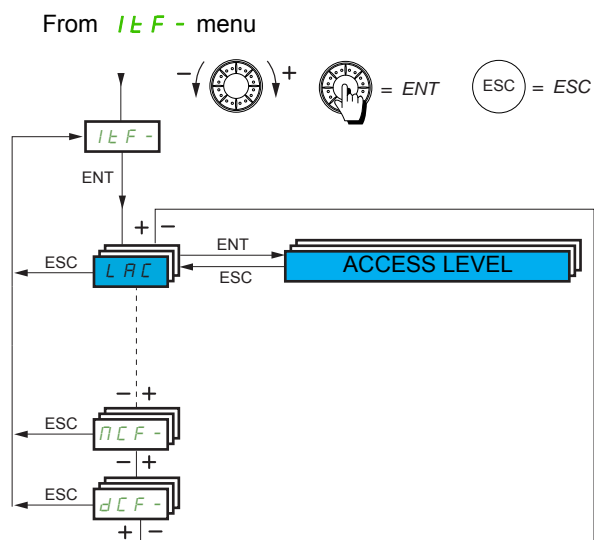 From ItF - menu
− + = ENT ESC = ESC
ItF -
ENT
+ −
ESC LAC ENT ACCESS LEVEL
ESC
− +
ESC MCF -
− +
ESC dCF -
+ −